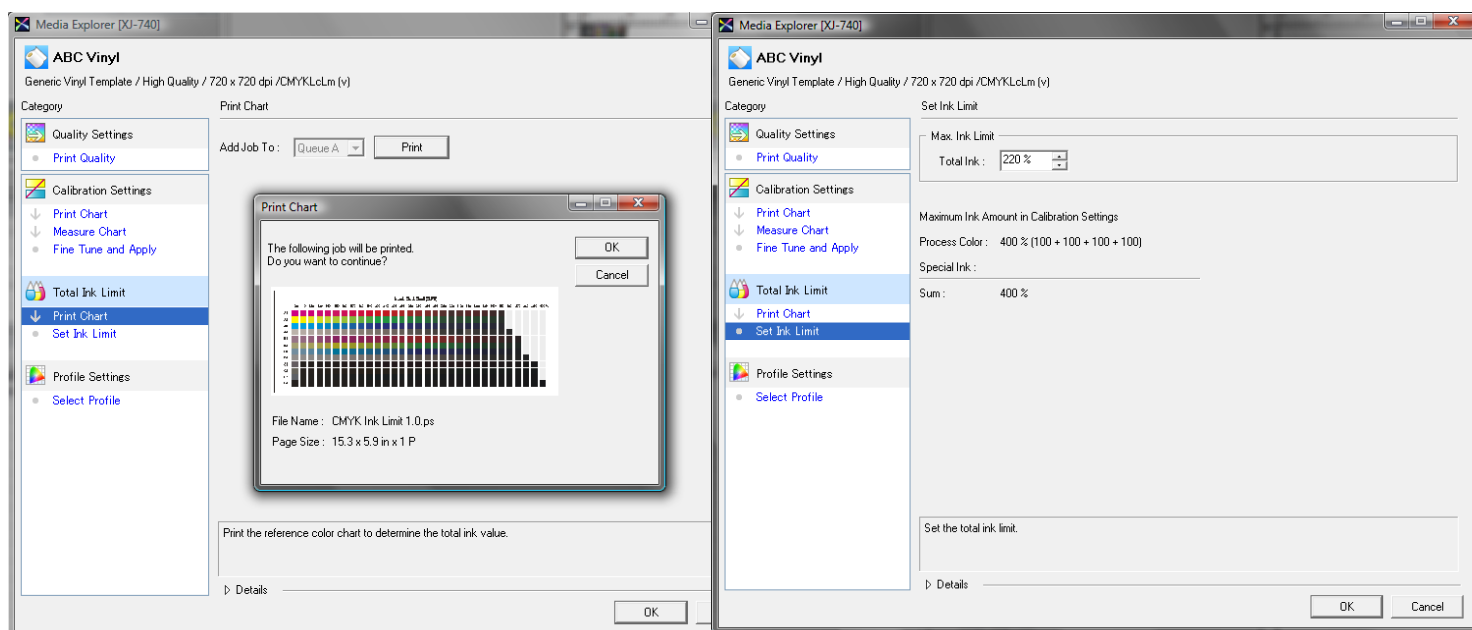 Media Explorer [XJ-740]
ABC Vinyl
Generic Vinyl Template / High Quality / 720 x 720 dpi /CMYKLcLm (v)
Category
Print Chart
Quality Settings
Print Quality
Add Job To :
Queue A
Print
Calibration Settings
Print Chart
Measure Chart
Fine Tune and Apply
Total Ink Limit
Print Chart
Set Ink Limit
Profile Settings
Select Profile
Print Chart
The following job will be printed.
Do you want to continue?
OK
Cancel
File Name : CMYK Ink Limit 1.0.ps
Page Size : 15.3 x 5.9 in x 1 P
Print the reference color chart to determine the total ink value.
Details
OK
Media Explorer [XJ-740]
ABC Vinyl
Generic Vinyl Template / High Quality / 720 x 720 dpi /CMYKLcLm (v)
Category
Set Ink Limit
Quality Settings
Print Quality
Max. Ink Limit
Total Ink : 220 %
Calibration Settings
Print Chart
Measure Chart
Fine Tune and Apply
Total Ink Limit
Print Chart
Set Ink Limit
Profile Settings
Select Profile
Maximum Ink Amount in Calibration Settings
Process Color : 400 % (100 + 100 + 100 + 100)
Special Ink :
Sum : 400 %
Set the total ink limit.
Details
OK
Cancel